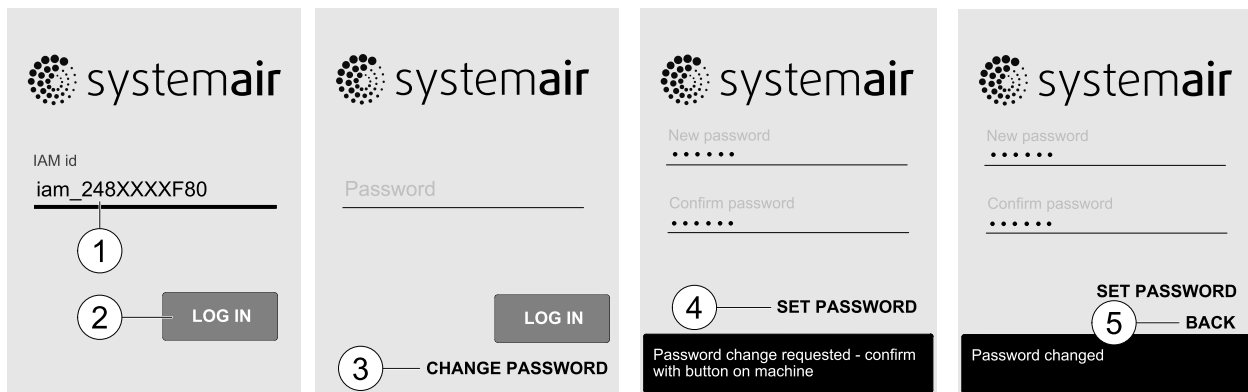 systemair
IAM id
iam_248XXXXF80
1
2
LOG IN
systemair
Password
LOG IN
3
CHANGE PASSWORD
systemair
New password
••••••
Confirm password
••••••
4
SET PASSWORD
Password change requested - confirm
with button on machine
systemair
New password
••••••
Confirm password
••••••
SET PASSWORD
5
BACK
Password changed